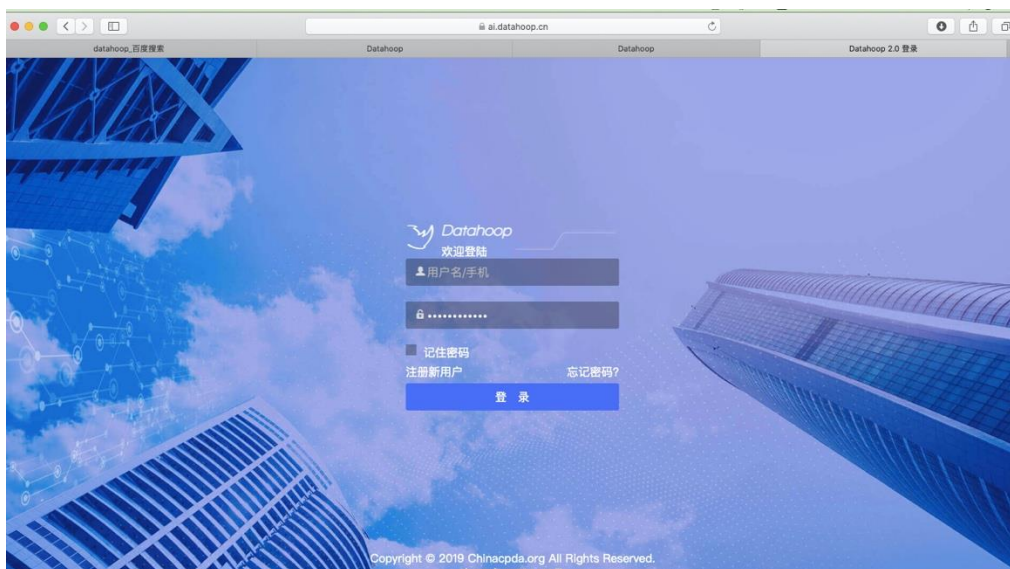 ai.datahoop.cn
datahoop_百度搜索
Datahoop
Datahoop
Datahoop 2.0 登录
Datahoop
欢迎登陆
用户名/手机
••••••••••••
记住密码
注册新用户
忘记密码?
登 录
Copyright © 2019 Chinacpda.org All Rights Reserved.